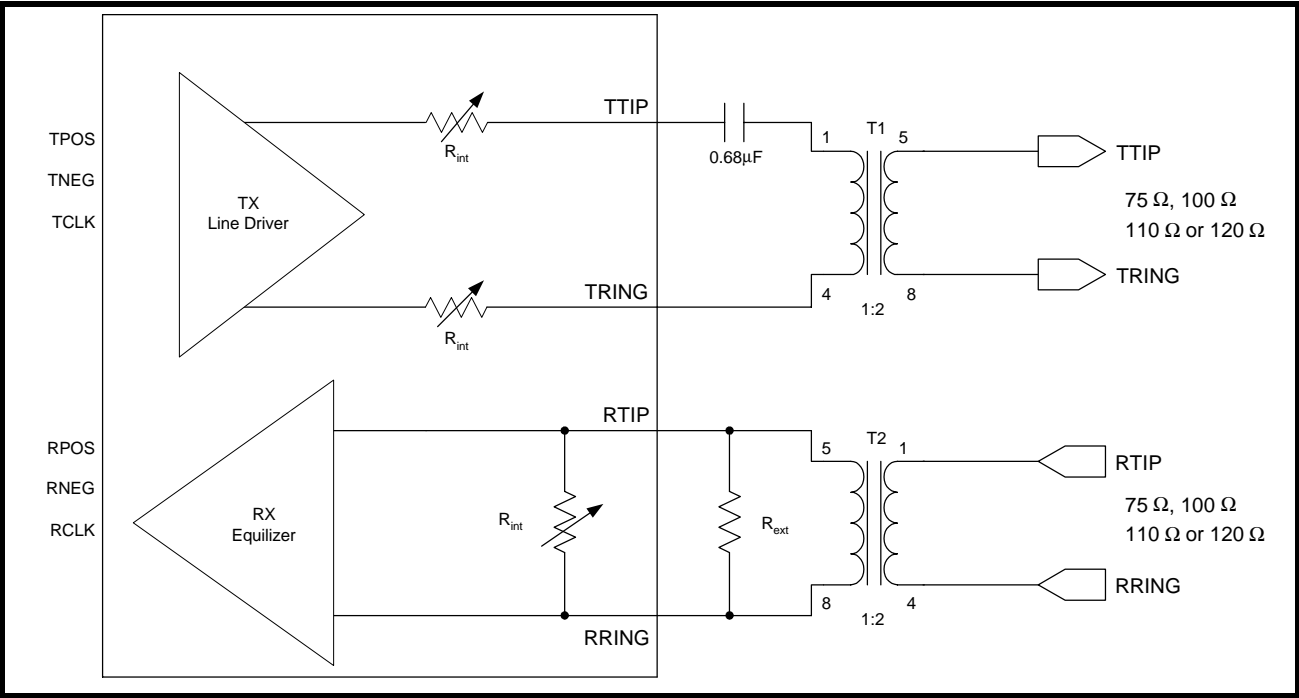 TTIP
TPOS
TNEG
TCLK
TX
Line Driver
R_int
0.68μF
1
T1
5
TTIP
75 Ω, 100 Ω
110 Ω or 120 Ω
TRING
TRING
R_int
4
8
1:2
RTIP
RPOS
RNEG
RCLK
RX
Equilizer
R_int
R_ext
5
T2
1
RTIP
75 Ω, 100 Ω
110 Ω or 120 Ω
RRING
RRING
8
4
1:2